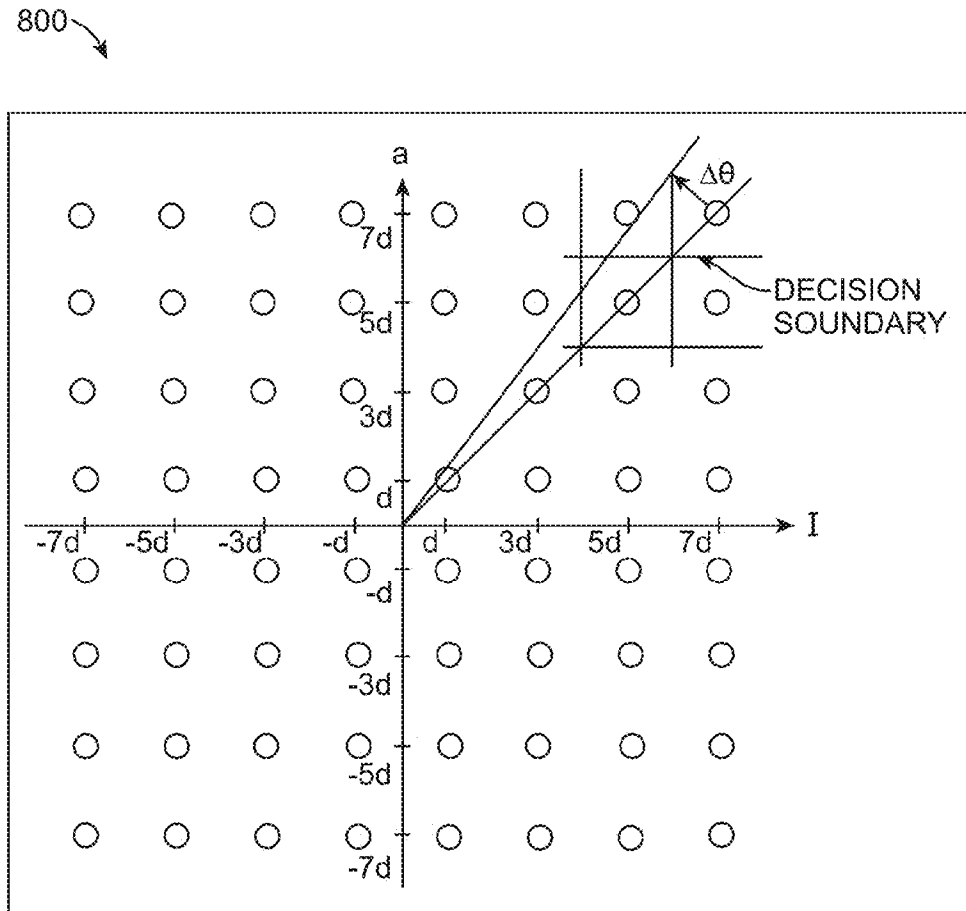 800
a
Δθ
7d
DECISION
SOUNDARY
5d
3d
d
-7d -5d -3d -d d 3d 5d 7d I
-d
-3d
-5d
-7d